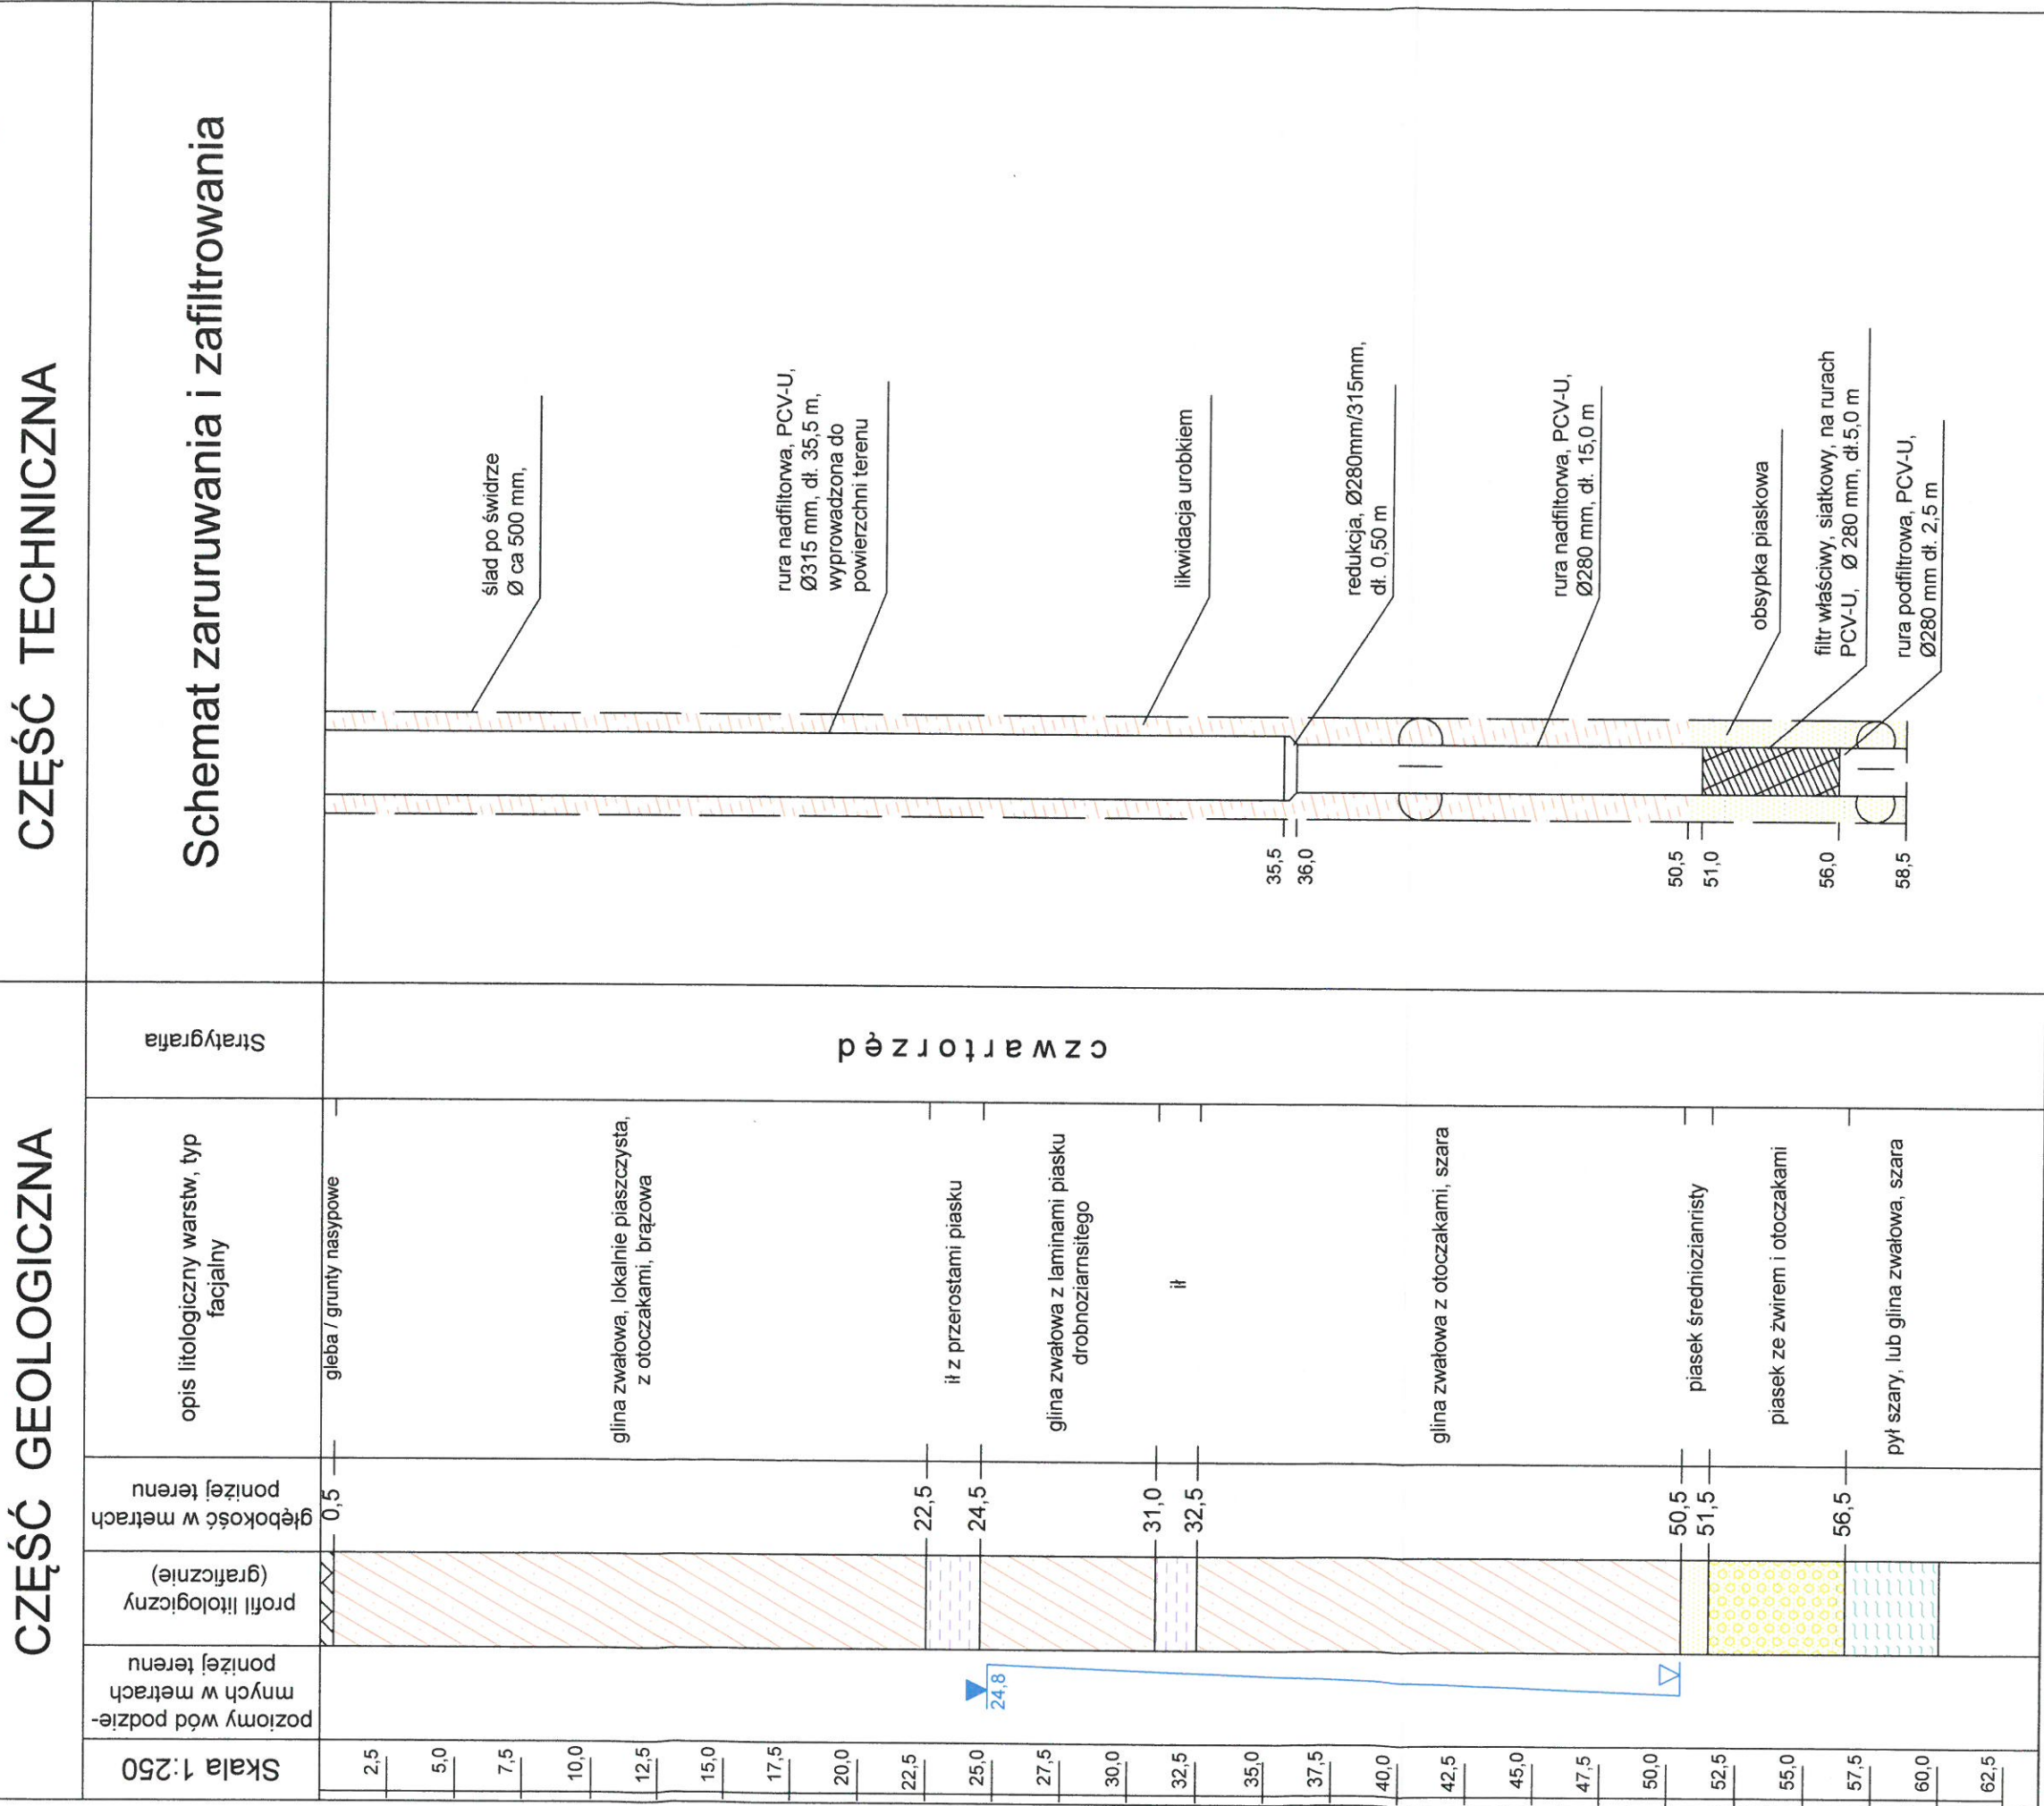 CZĘŚĆ GEOLOGICZNA
CZĘŚĆ TECHNICZNA
Skala 1:250
poziomy wód podzie-
mnych w metrach
poniżej terenu
profil litologiczny
(graficznie)
głębokość w metrach
poniżej terenu
opis litologiczny warstw, typ
facjalny
Stratygrafia
Schemat zaruruwania i zafiltrowania
2,5
5,0
7,5
10,0
12,5
15,0
17,5
20,0
22,5
25,0
27,5
30,0
32,5
35,0
37,5
40,0
42,5
45,0
47,5
50,0
52,5
55,0
57,5
60,0
62,5
24,8
0,5
22,5
24,5
31,0
32,5
50,5
51,5
56,5
gleba / grunty nasypowe
glina zwałowa, lokalnie piaszczysta,
z otoczakami, brązowa
ił z przerostami piasku
glina zwałowa z laminami piasku
drobnoziarnsitego
ił
glina zwałowa z otoczakami, szara
piasek średniozianristy
piasek ze żwirem i otoczakami
pył szary, lub glina zwałowa, szara
czwartorzęd
35,5
36,0
50,5
51,0
56,0
58,5
ślad po świdrze
Ø ca 500 mm,
rura nadfiltorwa, PCV-U,
Ø315 mm, dł. 35,5 m,
wyprowadzona do
powierzchni terenu
likwidacja urobkiem
redukcja, Ø280mm/315mm,
dł. 0,50 m
rura nadfiltorwa, PCV-U,
Ø280 mm, dł. 15,0 m
obsypka piaskowa
filtr właściwy, siatkowy, na rurach
PCV-U, Ø 280 mm, dł.5,0 m
rura podfiltrowa, PCV-U,
Ø280 mm dł. 2,5 m